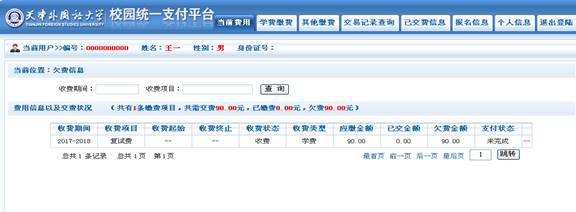 天津外国语大学 校园统一支付平台
TIANJIN FOREIGN STUDIES UNIVERSITY
当前费用 学费缴费 其他缴费 交易记录查询 已交费信息 报名信息 个人信息 退出登陆
当前用户>>编号：0000000000 姓名：王一 性别：男 身份证号：
当前位置：欠费信息
收费期间： 收费项目： 查 询
费用信息以及交费状况 （共有1条缴费项目，共需交费90.00元，已缴费0.00元，欠费90.00元）
收费期间 收费项目 收费起始 收费终止 收费状态 收费类型 应缴金额 已交金额 欠费金额 支付状态
2017-2018 复试费 -- -- 收费 学费 90.00 0.00 90.00 未完成 --
总共1 条记录 总共1 页 第1页 最首页 前一页 后一页 最后页 1 跳转